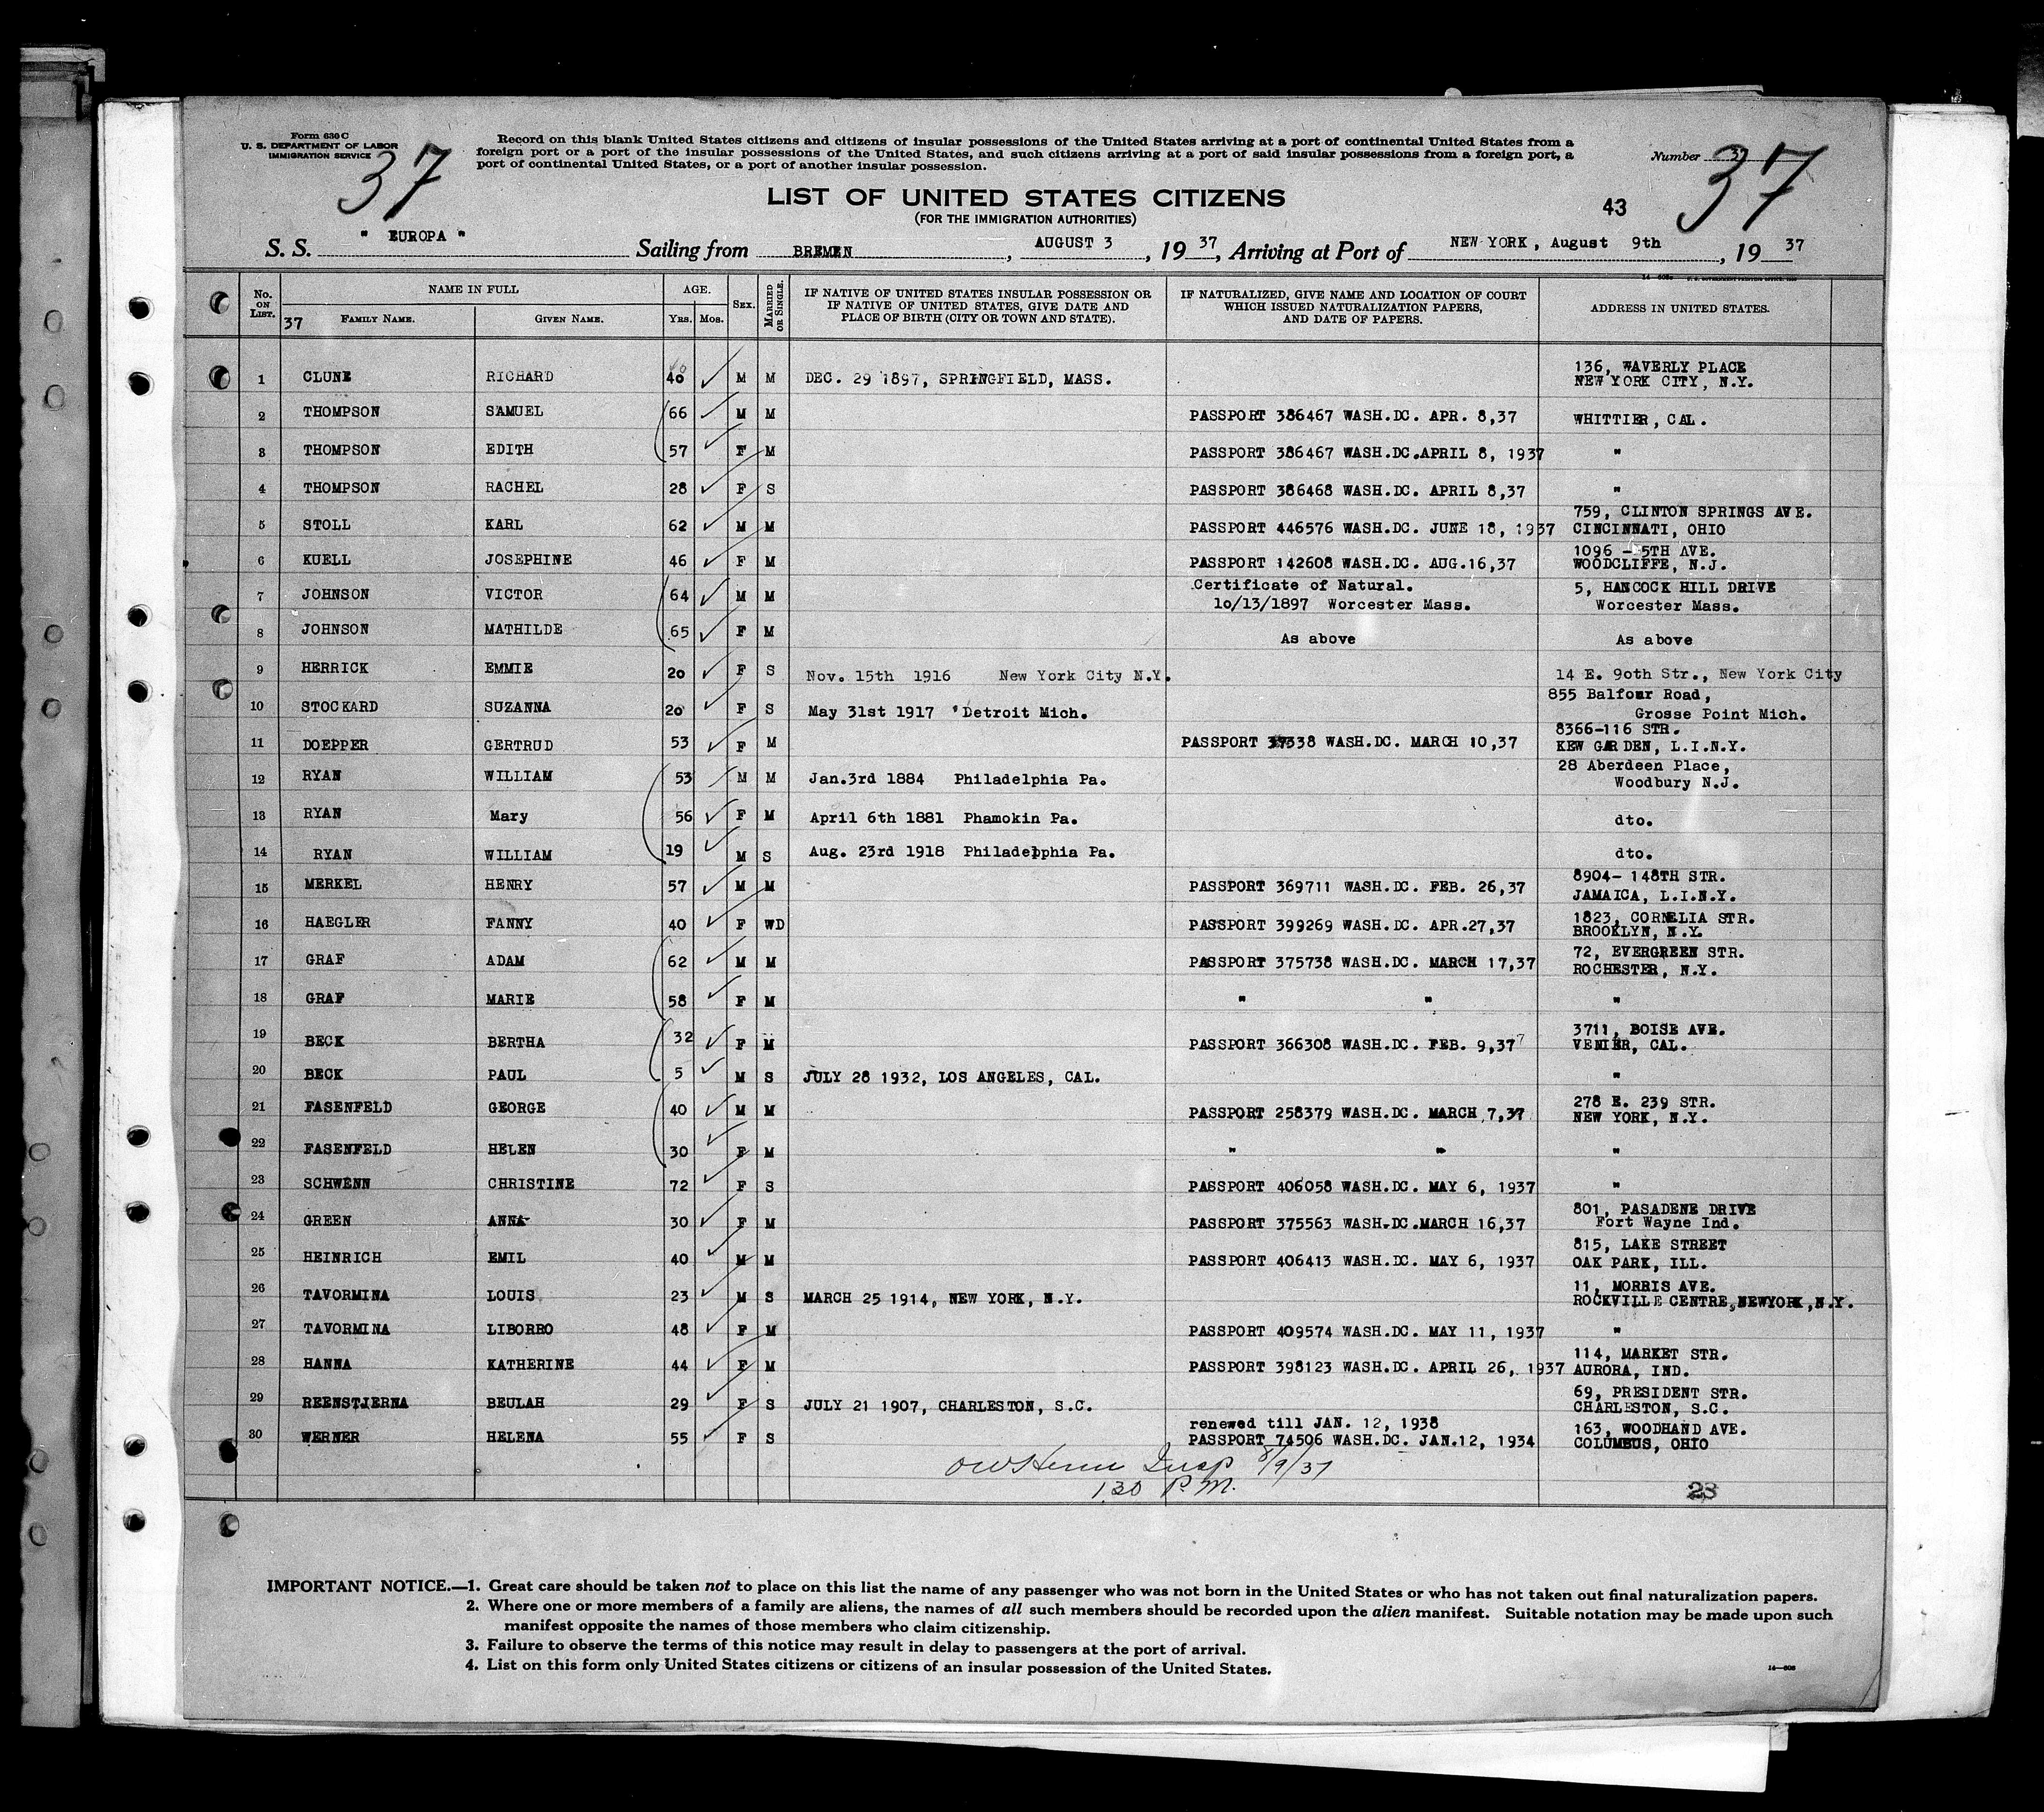 Form 630 C
U. S. DEPARTMENT OF LABOR
IMMIGRATION SERVICE
37
Record on this blank United States citizens and citizens of insular possessions of the United States arriving at a port of continental United States from a
foreign port or a port of the insular possessions of the United States, and such citizens arriving at a port of said insular possessions from a foreign port, a
port of continental United States, or a port of another insular possession.
Number 37
37
LIST OF UNITED STATES CITIZENS
(FOR THE IMMIGRATION AUTHORITIES)
43
S. S. " EUROPA " Sailing from BREMEN, AUGUST 3, 19 37, Arriving at Port of NEW YORK, August 9th, 19 37
No. ON LIST. NAME IN FULL AGE. SEX. MARRIED OR SINGLE. IF NATIVE OF UNITED STATES INSULAR POSSESSION OR IF NATIVE OF UNITED STATES, GIVE DATE AND PLACE OF BIRTH (CITY OR TOWN AND STATE). IF NATURALIZED, GIVE NAME AND LOCATION OF COURT WHICH ISSUED NATURALIZATION PAPERS, AND DATE OF PAPERS. ADDRESS IN UNITED STATES.
37 FAMILY NAME. GIVEN NAME. YRS. MOS.
1 CLUNE RICHARD 40 M M DEC. 29 1897, SPRINGFIELD, MASS. 136, WAVERLY PLACE
NEW YORK CITY, N.Y.
2 THOMPSON SAMUEL 66 M M PASSPORT 386467 WASH.DC. APR. 8,37 WHITTIER, CAL.
3 THOMPSON EDITH 57 F M PASSPORT 386467 WASH.DC.APRIL 8, 1937 "
4 THOMPSON RACHEL 28 F S PASSPORT 386468 WASH.DC. APRIL 8,37 "
5 STOLL KARL 62 M M PASSPORT 446576 WASH.DC. JUNE 18, 1937 759, CLINTON SPRINGS AVE.
CINCINNATI, OHIO
6 KUELL JOSEPHINE 46 F M PASSPORT 142608 WASH.DC. AUG.16,37 1096 - 5TH AVE.
WOODCLIFFE, N.J.
7 JOHNSON VICTOR 64 M M Certificate of Natural. 5, HANCOCK HILL DRIVE
10/13/1897 Worcester Mass. Worcester Mass.
8 JOHNSON MATHILDE 65 F M As above As above
9 HERRICK EMMIE 20 F S Nov. 15th 1916 New York City N.Y. 14 E. 9oth Str., New York City
10 STOCKARD SUZANNA 20 F S May 31st 1917 Detroit Mich. 855 Balfour Road,
Grosse Point Mich.
11 DOEPPER GERTRUD 53 F M PASSPORT 37338 WASH.DC. MARCH 10,37 8366-116 STR.
KEW GARDEN, L.I.N.Y.
12 RYAN WILLIAM 53 M M Jan.3rd 1884 Philadelphia Pa. 28 Aberdeen Place,
Woodbury N.J.
13 RYAN Mary 56 F M April 6th 1881 Phamokin Pa. dto.
14 RYAN WILLIAM 19 M S Aug. 23rd 1918 Philadepphia Pa. dto.
15 MERKEL HENRY 57 M M PASSPORT 369711 WASH.DC. FEB. 26,37 8904- 148TH STR.
JAMAICA, L.I.N.Y.
16 HAEGLER FANNY 40 F WD PASSPORT 399269 WASH.DC. APR.27,37 1823, CORNELIA STR.
BROOKLYN, N.Y.
17 GRAF ADAM 62 M M PASSPORT 375738 WASH.DC. MARCH 17,37 72, EVERGREEN STR.
ROCHESTER, N.Y.
18 GRAF MARIE 58 F M " " "
19 BECK BERTHA 32 F M PASSPORT 366308 WASH.DC. FEB. 9,37 3711, BOISE AVE.
VENIER, CAL.
20 BECK PAUL 5 M S JULY 28 1932, LOS ANGELES, CAL. "
21 FASENFELD GEORGE 40 M M PASSPORT 258379 WASH.DC. MARCH 7,37 278 E. 239 STR.
NEW YORK, N.Y.
22 FASENFELD HELEN 30 F M " " "
23 SCHWENN CHRISTINE 72 F S PASSPORT 406058 WASH.DC. MAY 6, 1937 "
24 GREEN ANNA 30 F M PASSPORT 375563 WASH.DC.MARCH 16,37 801, PASADENE DRIVE
Fort Wayne Ind.
25 HEINRICH EMIL 40 M M PASSPORT 406413 WASH.DC. MAY 6, 1937 815, LAKE STREET
OAK PARK, ILL.
26 TAVORMINA LOUIS 23 M S MARCH 25 1914, NEW YORK, N.Y. 11, MORRIS AVE.
ROCKVILLE CENTRE,NEWYORK,N.Y.
27 TAVORMINA LIBORRO 48 F M PASSPORT 409574 WASH.DC. MAY 11, 1937 "
28 HANNA KATHERINE 44 F M PASSPORT 398123 WASH.DC. APRIL 26, 1937 114, MARKET STR.
AURORA, IND.
29 REENSTJERNA BEULAH 29 F S JULY 21 1907, CHARLESTON, S.C. 69, PRESIDENT STR.
CHARLESTON, S.C.
renewed till JAN. 12, 1938 163, WOODHAND AVE.
30 WERNER HELENA 55 F S PASSPORT 74506 WASH.DC. JAN.12, 1934 COLUMBUS, OHIO
Insp 8/9/37
1 30 P.M.
23
IMPORTANT NOTICE.—1. Great care should be taken not to place on this list the name of any passenger who was not born in the United States or who has not taken out final naturalization papers.
2. Where one or more members of a family are aliens, the names of all such members should be recorded upon the alien manifest. Suitable notation may be made upon such
manifest opposite the names of those members who claim citizenship.
3. Failure to observe the terms of this notice may result in delay to passengers at the port of arrival.
4. List on this form only United States citizens or citizens of an insular possession of the United States.
14—608